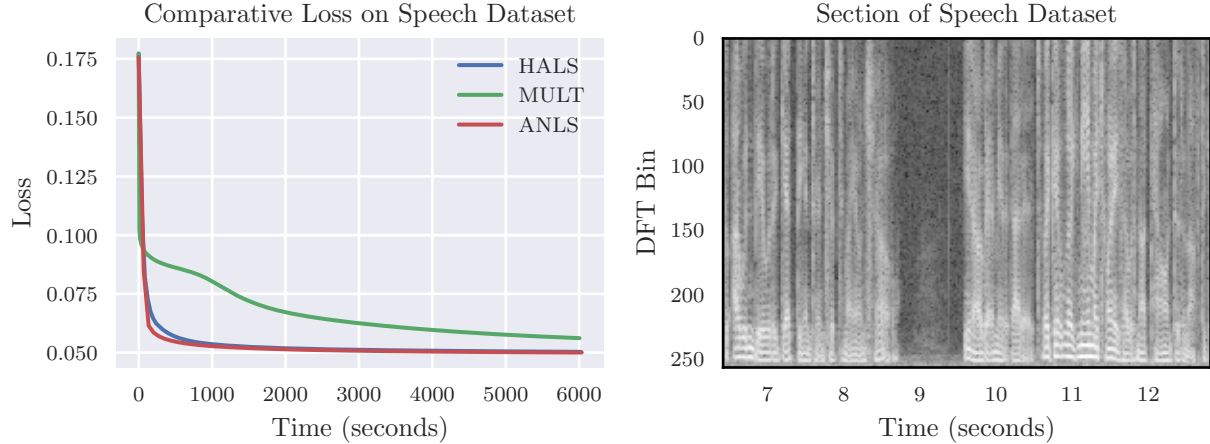 Comparative Loss on Speech Dataset
Loss
0.175
0.150
0.125
0.100
0.075
0.050
HALS
MULT
ANLS
0 1000 2000 3000 4000 5000 6000
Time (seconds)
Section of Speech Dataset
DFT Bin
0
50
100
150
200
250
7 8 9 10 11 12
Time (seconds)